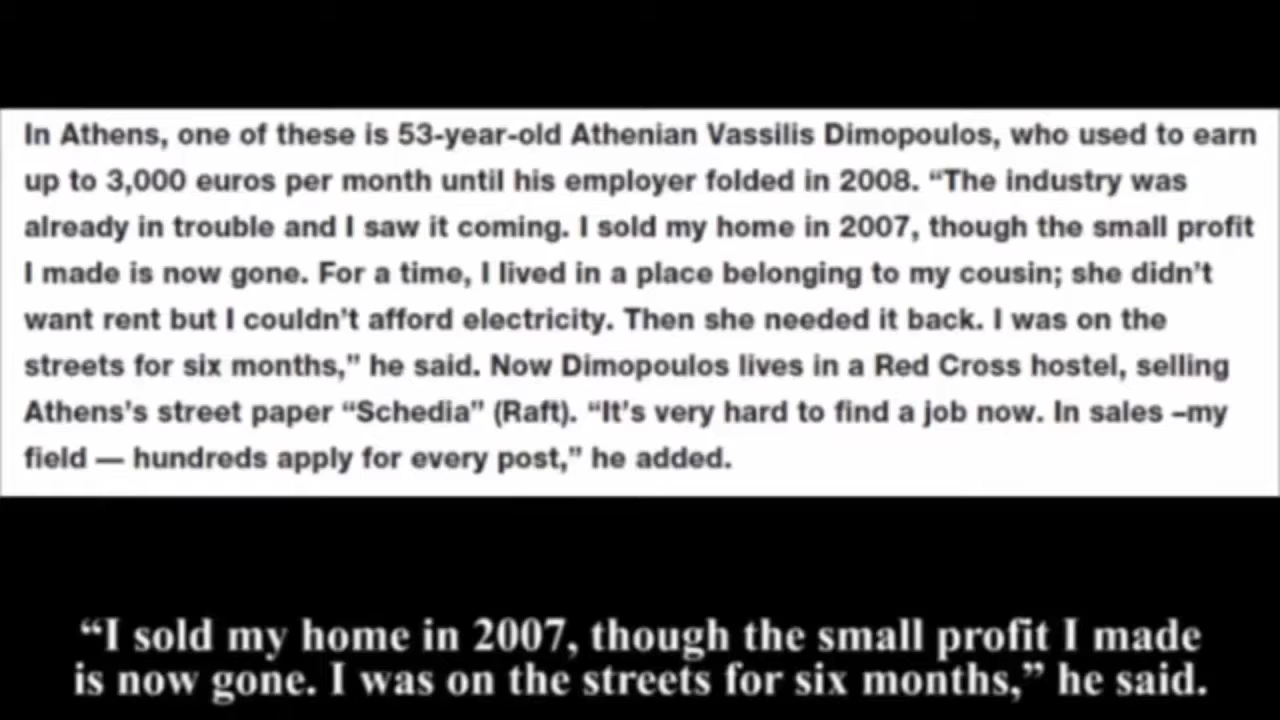 In Athens, one of these is 53-year-old Athenian Vassilis Dimopoulos, who used to earn
up to 3,000 euros per month until his employer folded in 2008. “The industry was
already in trouble and I saw it coming. I sold my home in 2007, though the small profit
I made is now gone. For a time, I lived in a place belonging to my cousin; she didn’t
want rent but I couldn’t afford electricity. Then she needed it back. I was on the
streets for six months,” he said. Now Dimopoulos lives in a Red Cross hostel, selling
Athens’s street paper “Schedia” (Raft). “It’s very hard to find a job now. In sales –my
field — hundreds apply for every post,” he added.
“I sold my home in 2007, though the small profit I made
is now gone. I was on the streets for six months,” he said.